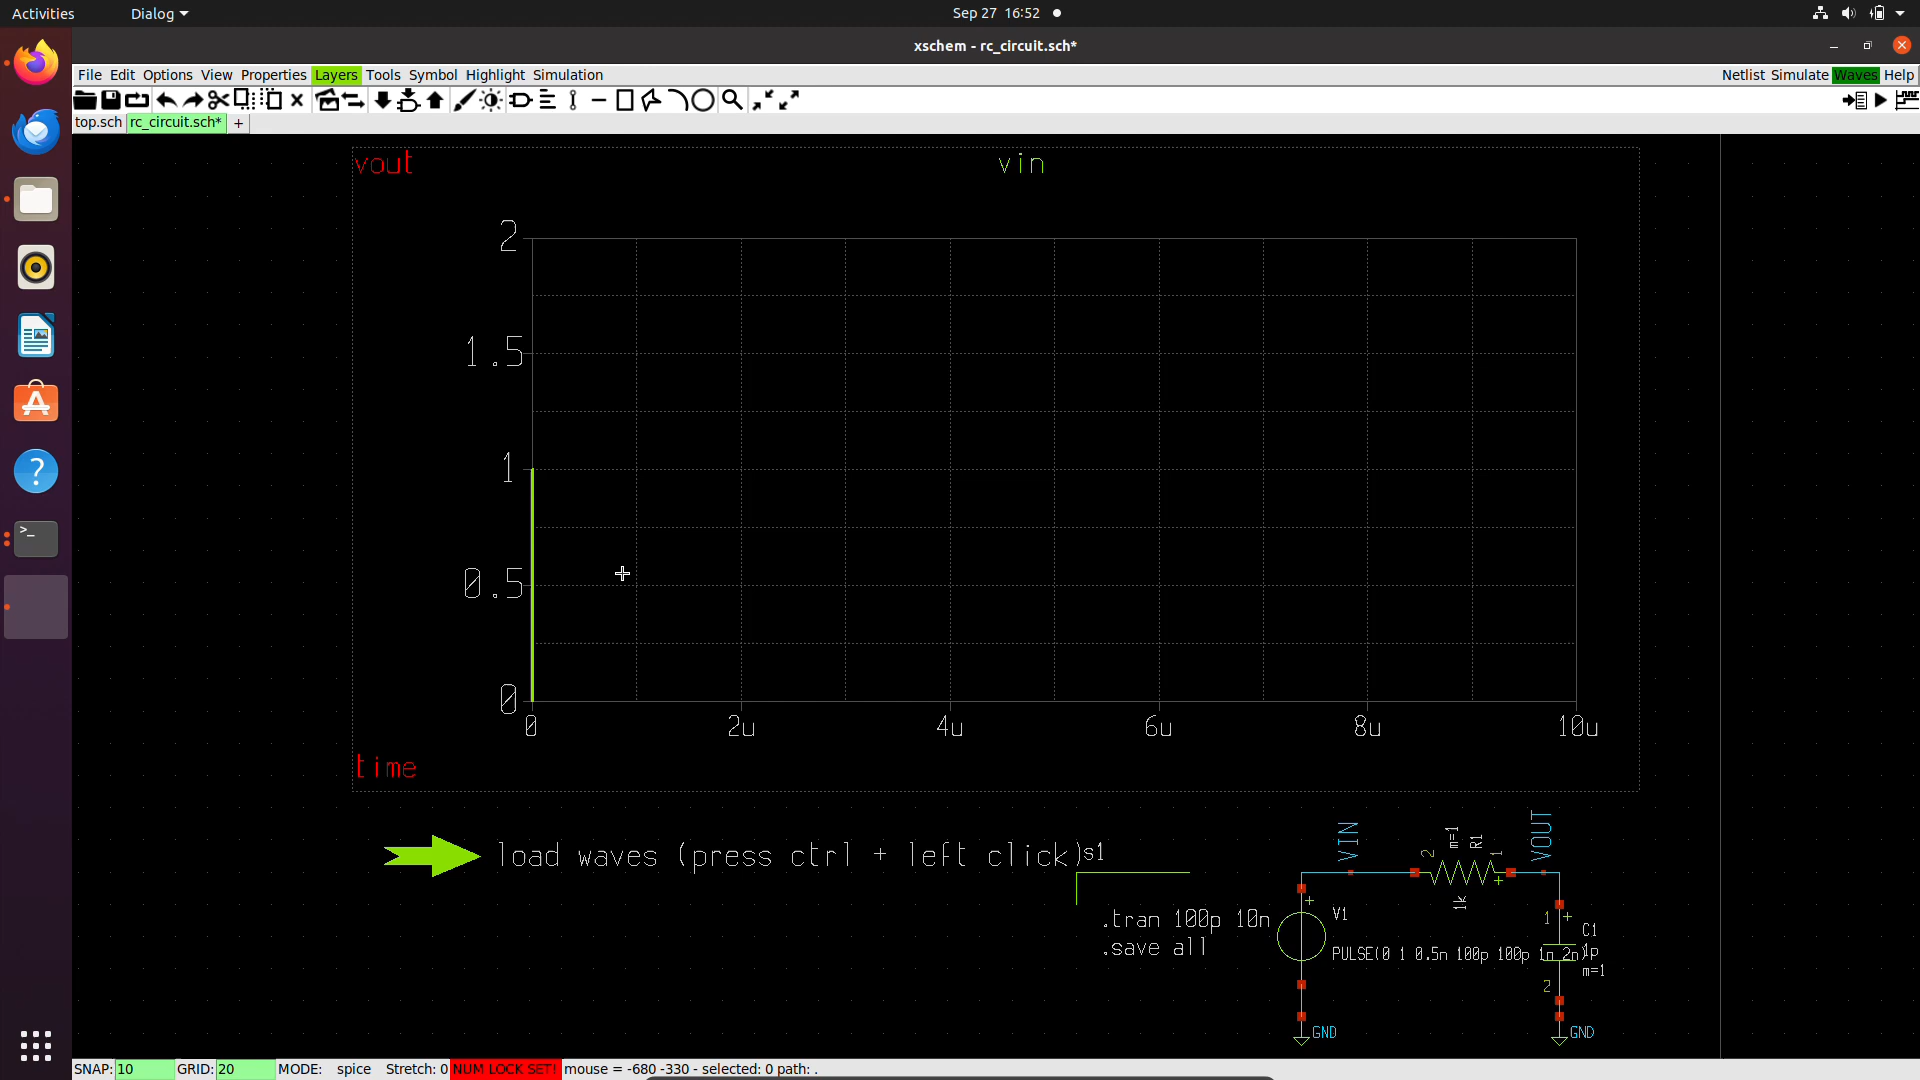 Activities Dialog Sep 27 16:52
xschem - rc_circuit.sch*
File Edit Options View Properties Layers Tools Symbol Highlight Simulation Netlist Simulate Waves Help
top.sch rc_circuit.sch* +
vout vin
2
1.5
1
0.5
0
0 2u 4u 6u 8u 10u
time
load waves (press ctrl + left click)
s1
.tran 100p 10n
.save all
VIN
2
m=1
R1
1
+
1k
VOUT
+
V1
PULSE(0 1 0.5n 100p 100p 1n 2n)
1 +
C1
1p
m=1
2
GND
GND
SNAP: 10 GRID: 20 MODE: spice Stretch: 0 NUM LOCK SET! mouse = -680 -330 - selected: 0 path: .